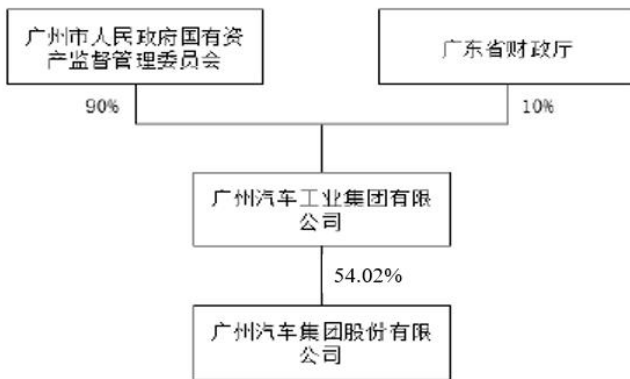 广州市人民政府国有资
产监督管理委员会
广东省财政厅
90%
10%
广州汽车工业集团有限
公司
54.02%
广州汽车集团股份有限
公司